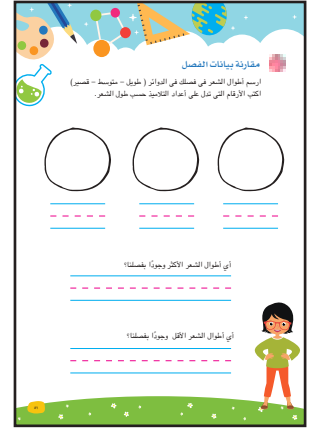 مقارنة بيانات الفصل
ارسم أطوال الشعر في فصلك في الدوائر ( طويل – متوسط – قصير)
اكتب الأرقام التي تدل على أعداد التلاميذ حسب طول الشعر.
أي أطوال الشعر الأكثر وجودًا بفصلنا؟
أي أطوال الشعر الأقل وجودًا بفصلنا؟